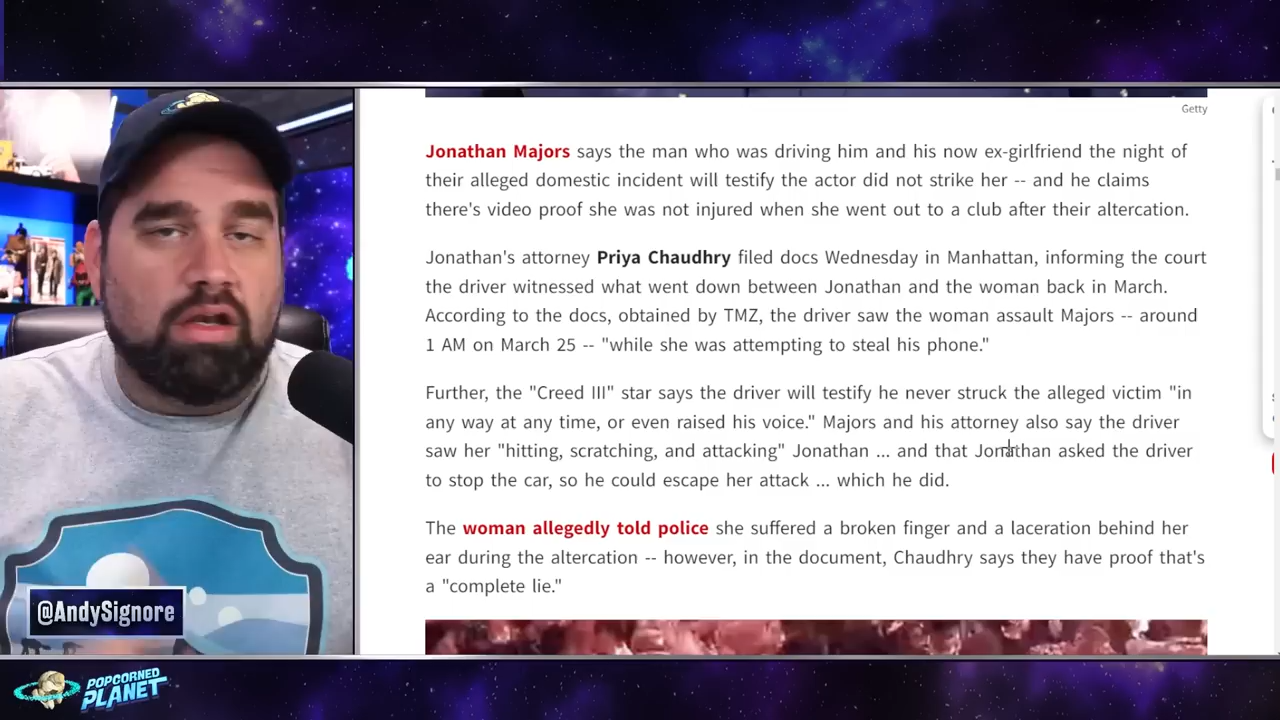 Getty
Jonathan Majors says the man who was driving him and his now ex-girlfriend the night of
their alleged domestic incident will testify the actor did not strike her -- and he claims
there's video proof she was not injured when she went out to a club after their altercation.
Jonathan's attorney Priya Chaudhry filed docs Wednesday in Manhattan, informing the court
the driver witnessed what went down between Jonathan and the woman back in March.
According to the docs, obtained by TMZ, the driver saw the woman assault Majors -- around
1 AM on March 25 -- "while she was attempting to steal his phone."
Further, the "Creed III" star says the driver will testify he never struck the alleged victim "in
any way at any time, or even raised his voice." Majors and his attorney also say the driver
saw her "hitting, scratching, and attacking" Jonathan ... and that Jonathan asked the driver
to stop the car, so he could escape her attack ... which he did.
The woman allegedly told police she suffered a broken finger and a laceration behind her
ear during the altercation -- however, in the document, Chaudhry says they have proof that's
a "complete lie."
@AndySignore
POPCORNED
PLANET